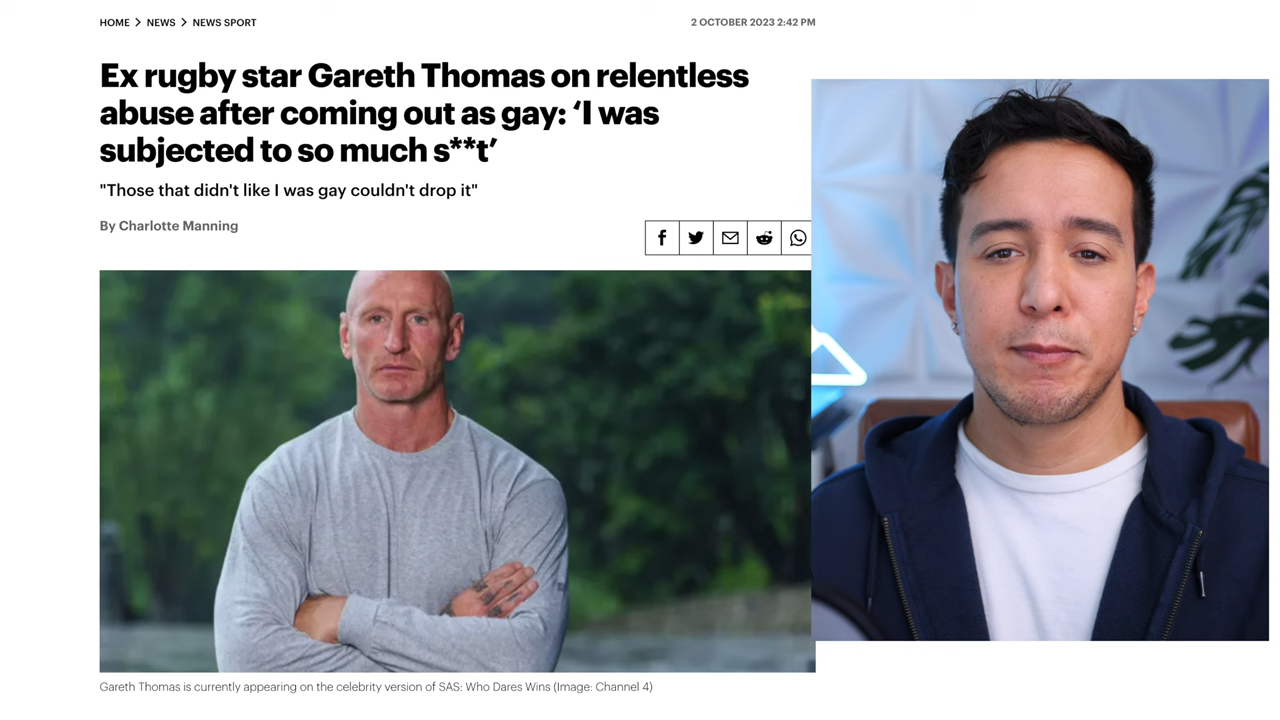 HOME > NEWS > NEWS SPORT
2 OCTOBER 2023 2:42 PM
Ex rugby star Gareth Thomas on relentless
abuse after coming out as gay: ‘I was
subjected to so much s**t’
"Those that didn't like I was gay couldn't drop it"
By Charlotte Manning
Gareth Thomas is currently appearing on the celebrity version of SAS: Who Dares Wins (Image: Channel 4)